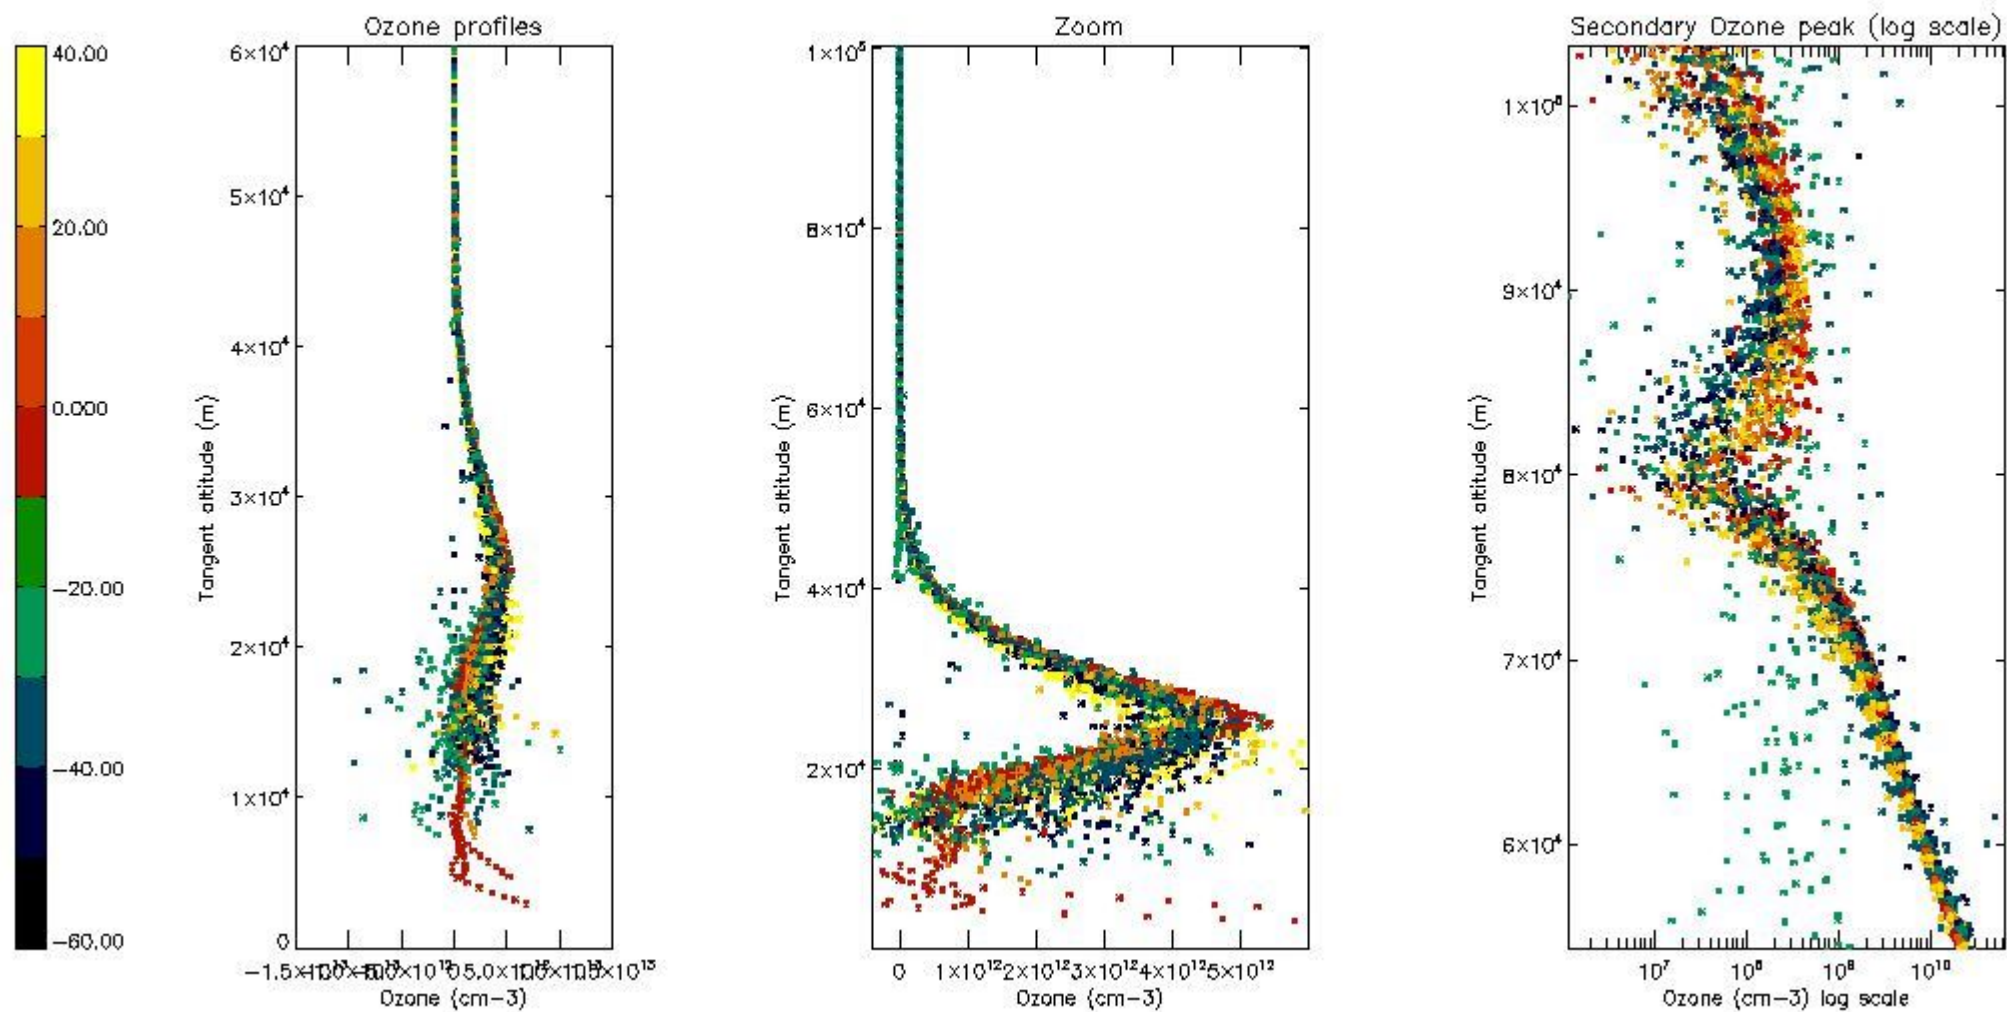 Ozone profiles
Zoom
Secondary Ozone peak (log scale)
40.00
20.00
0.000
-20.00
-40.00
-60.00
6×10⁴
5×10⁴
4×10⁴
3×10⁴
2×10⁴
1×10⁴
0
Tangent altitude (m)
Ozone (cm-3)
1×10⁵
8×10⁴
6×10⁴
4×10⁴
2×10⁴
Tangent altitude (m)
0 1×10¹² 2×10¹² 3×10¹² 4×10¹² 5×10¹²
Ozone (cm-3)
9×10⁴
8×10⁴
7×10⁴
6×10⁴
Tangent altitude (m)
10⁷ 10⁸ 10⁹ 10¹⁰
Ozone (cm-3) log scale